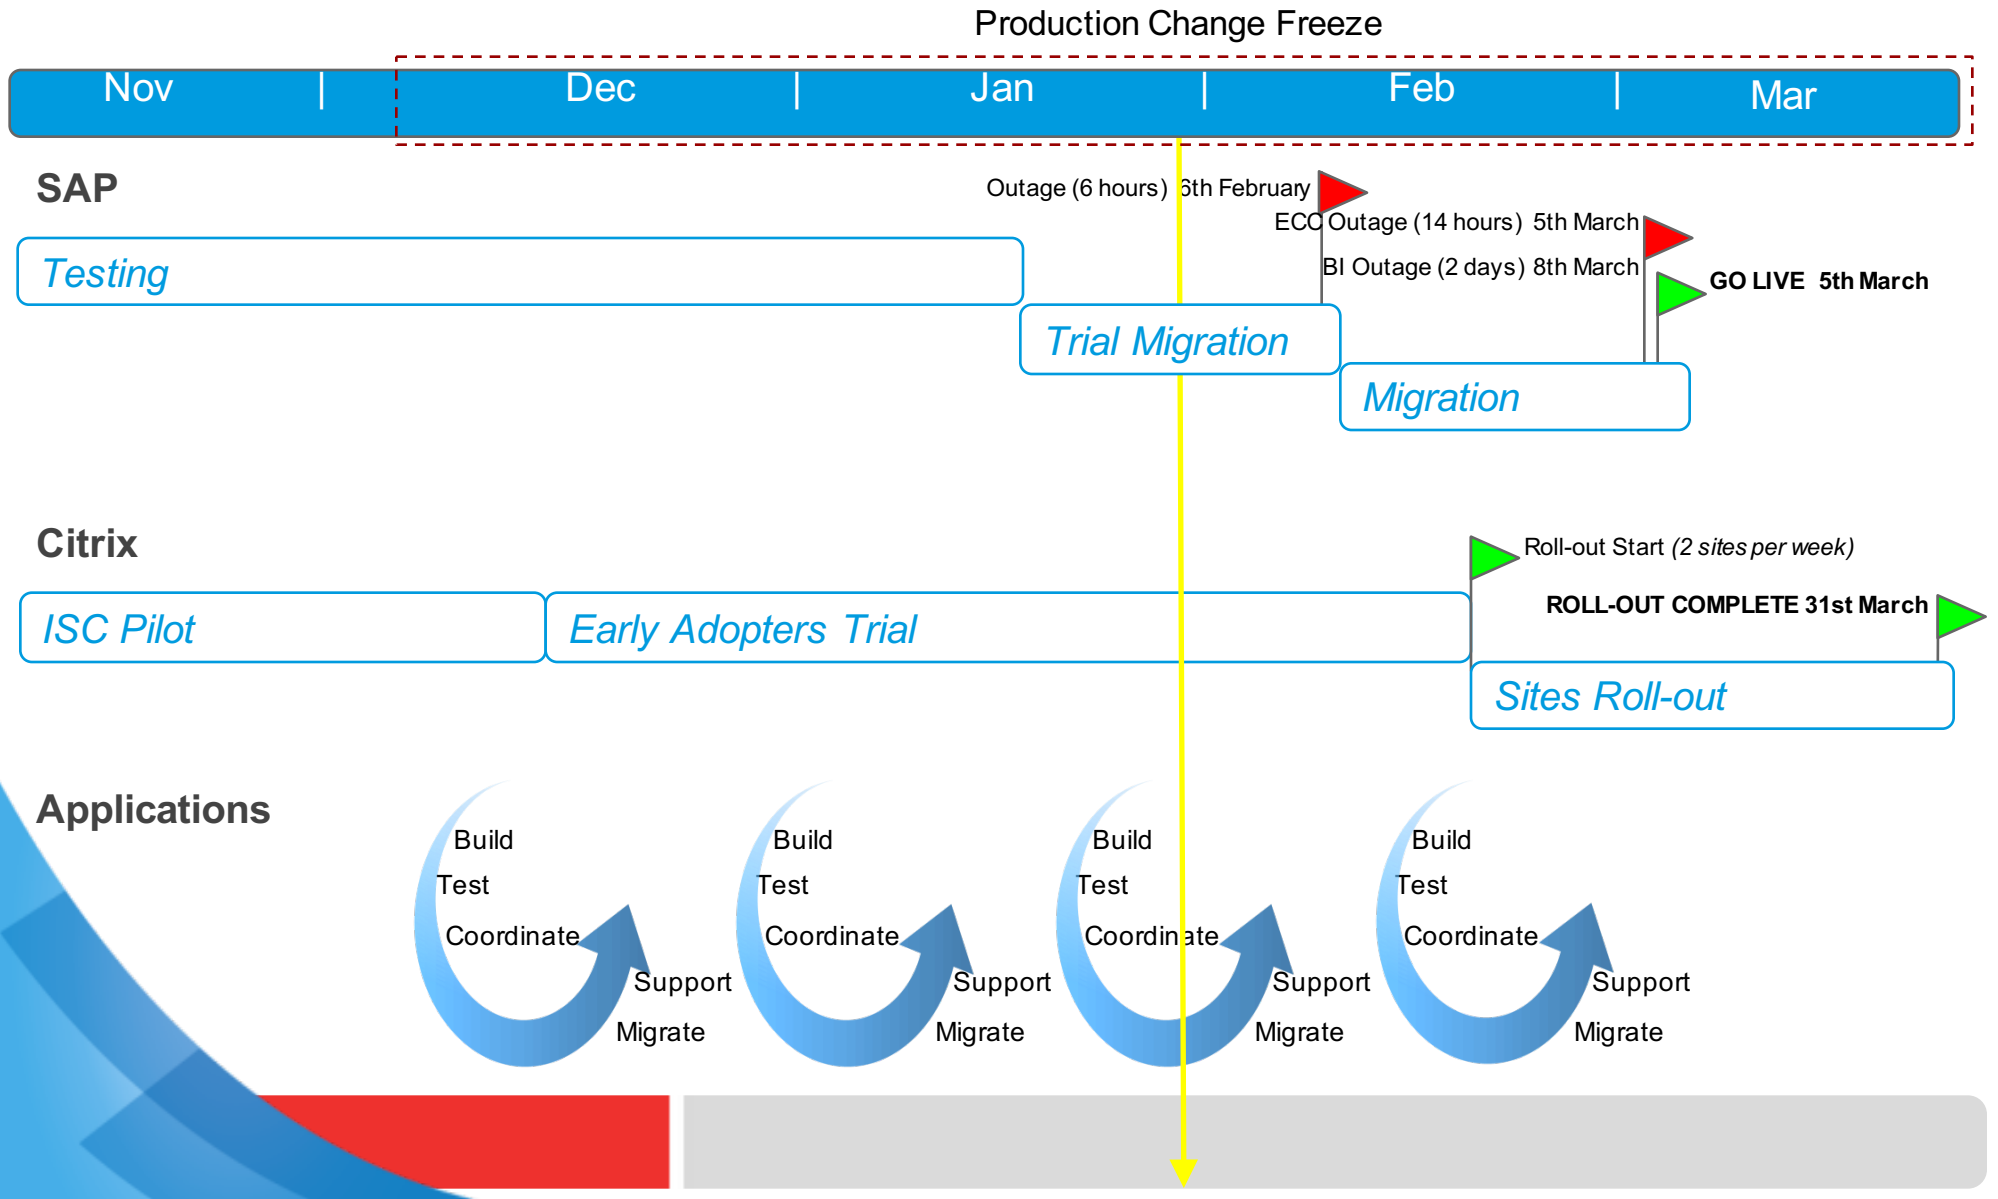 Production Change Freeze
Nov | Dec | Jan | Feb | Mar
SAP
Outage (6 hours) 6th February
ECC Outage (14 hours) 5th March
BI Outage (2 days) 8th March
GO LIVE 5th March
Testing
Trial Migration
Migration
Citrix
Roll-out Start (2 sites per week)
ROLL-OUT COMPLETE 31st March
ISC Pilot
Early Adopters Trial
Sites Roll-out
Applications
Build
Test
Coordinate
Support
Migrate
Build
Test
Coordinate
Support
Migrate
Build
Test
Coordinate
Support
Migrate
Build
Test
Coordinate
Support
Migrate